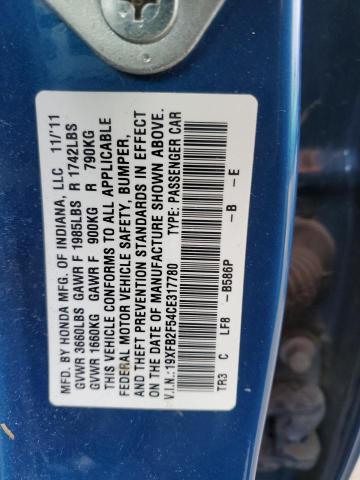 MFD. BY HONDA MFG. OF INDIANA, LLC 11/'11
GVWR 3660LBS GAWR F 1985LBS R 1742LBS
GVWR 1660KG GAWR F 900KG R 790KG
THIS VEHICLE CONFORMS TO ALL APPLICABLE
FEDERAL MOTOR VEHICLE SAFETY, BUMPER,
AND THEFT PREVENTION STANDARDS IN EFFECT
ON THE DATE OF MANUFACTURE SHOWN ABOVE.
V.I.N.: 19XFB2F54CE317780 TYPE: PASSENGER CAR
TR3 C LF8 -B586P -B -E